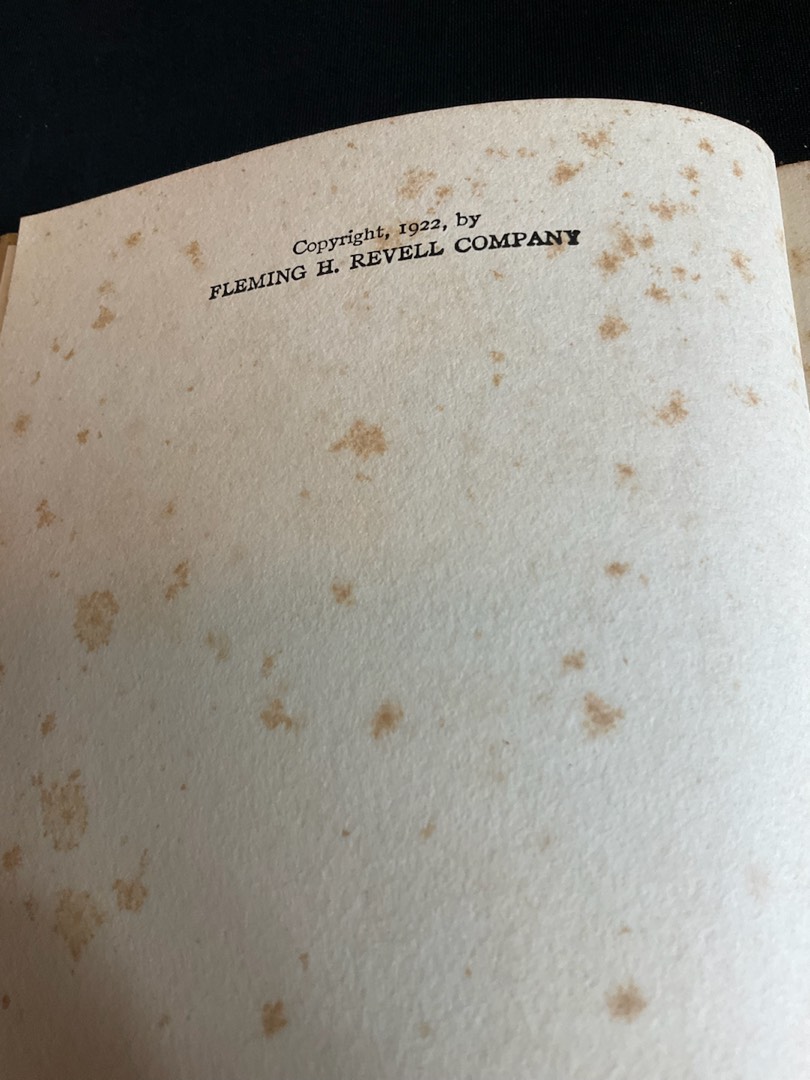 Copyright, 1922, by
FLEMING H. REVELL COMPANY